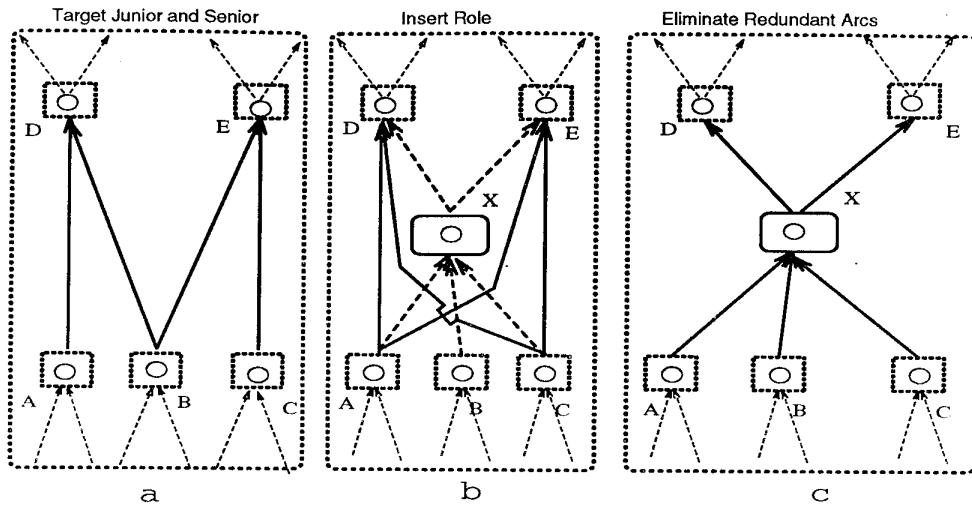 Target Junior and Senior
Insert Role
Eliminate Redundant Arcs
D
E
A
B
C
a
D
E
X
A
B
C
b
D
E
X
A
B
C
c